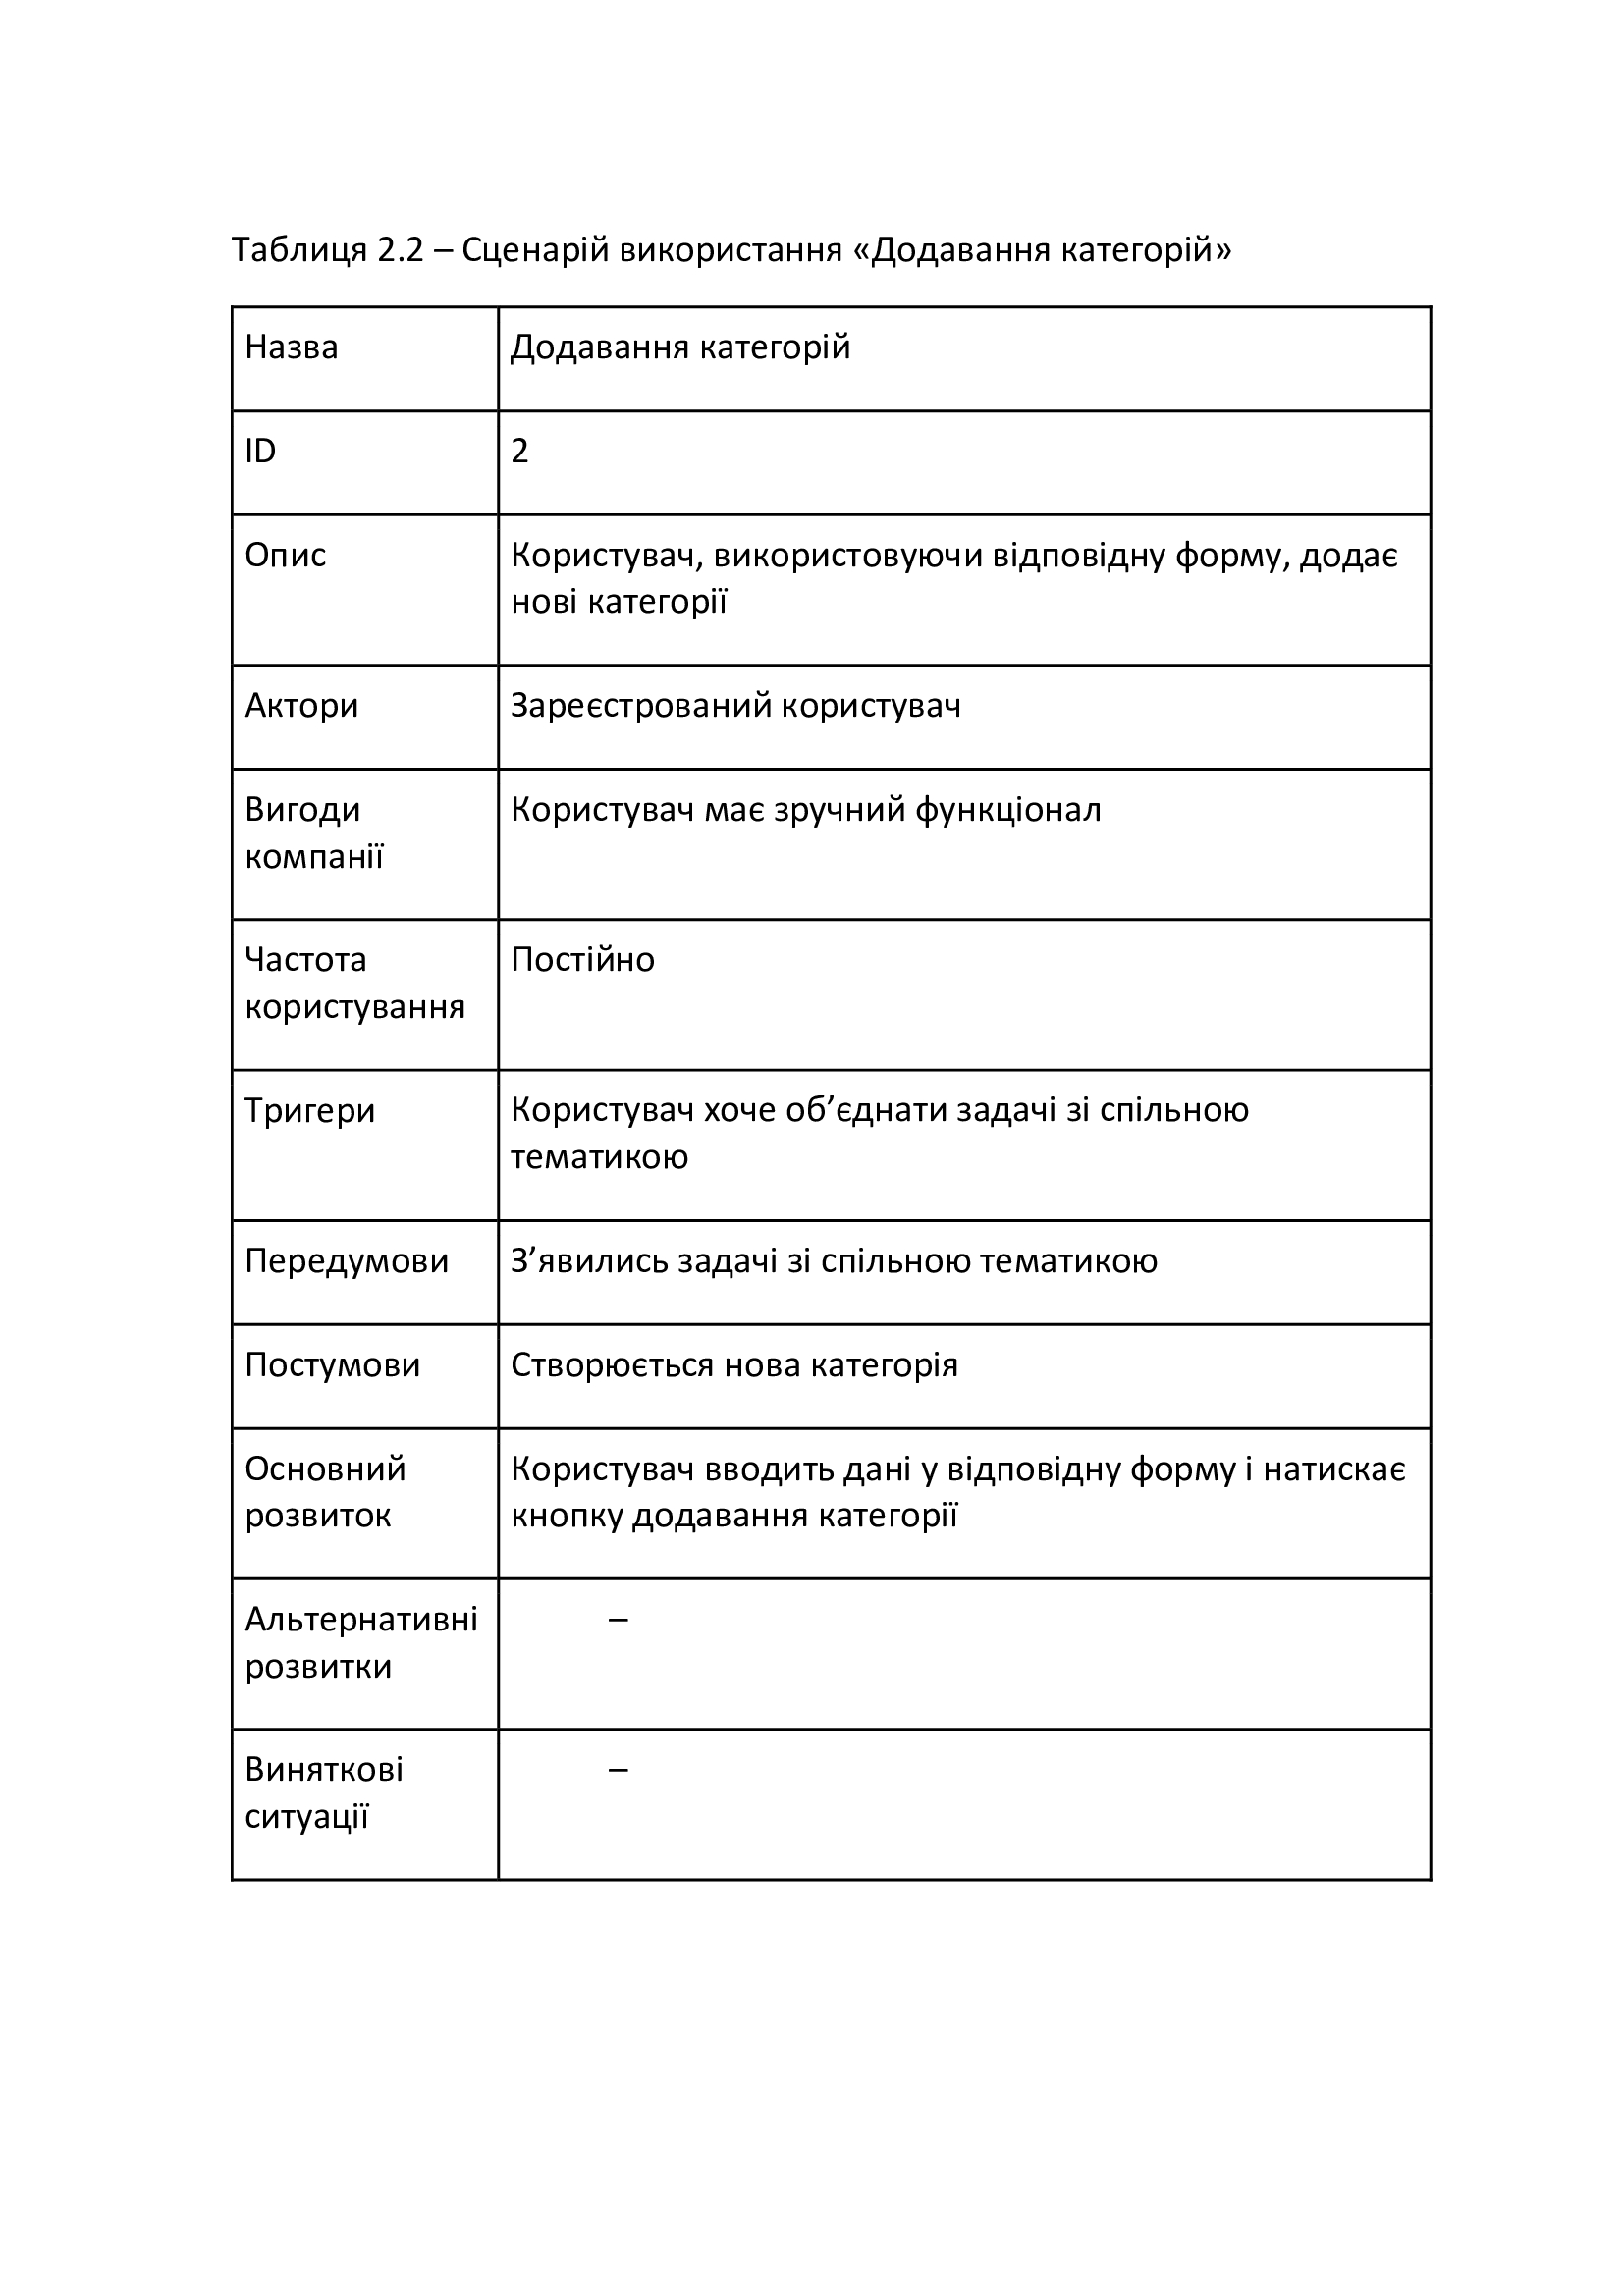 Таблиця 2.2 – Сценарій використання «Додавання категорій»
Назва
Додавання категорій
ID
2
Опис
Користувач, використовуючи відповідну форму, додає
нові категорії
Актори
Зареєстрований користувач
Вигоди
компанії
Користувач має зручний функціонал
Частота
користування
Постійно
Тригери
Користувач хоче об’єднати задачі зі спільною
тематикою
Передумови
З’явились задачі зі спільною тематикою
Постумови
Створюється нова категорія
Основний
розвиток
Користувач вводить дані у відповідну форму і натискає
кнопку додавання категорії
Альтернативні
розвитки
–
Виняткові
ситуації
–